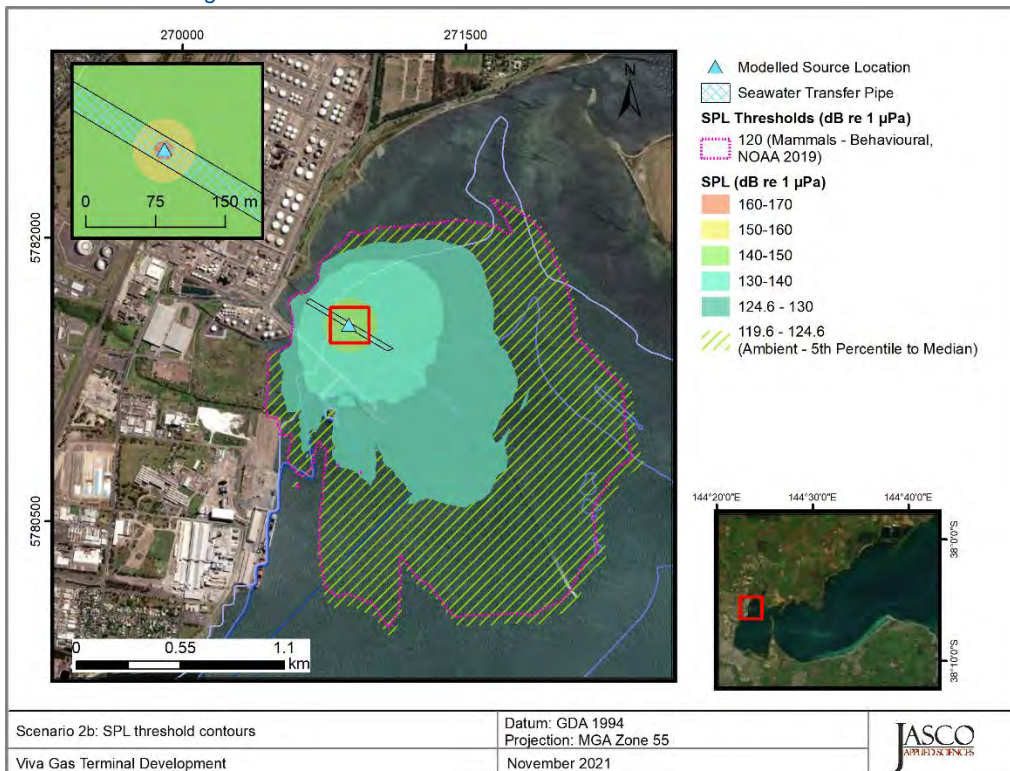 270000
271500
5782000
5780500
0 75 150 m
N
0 0.55 1.1
km
Modelled Source Location
Seawater Transfer Pipe
SPL Thresholds (dB re 1 µPa)
120 (Mammals - Behavioural,
NOAA 2019)
SPL (dB re 1 µPa)
160-170
150-160
140-150
130-140
124.6 - 130
119.6 - 124.6
(Ambient - 5th Percentile to Median)
144°20'0"E 144°30'0"E 144°40'0"E
38°0'0"S
38°10'0"S
Scenario 2b: SPL threshold contours
Datum: GDA 1994
Projection: MGA Zone 55
Viva Gas Terminal Development
November 2021
JASCO
APPLIED SCIENCES